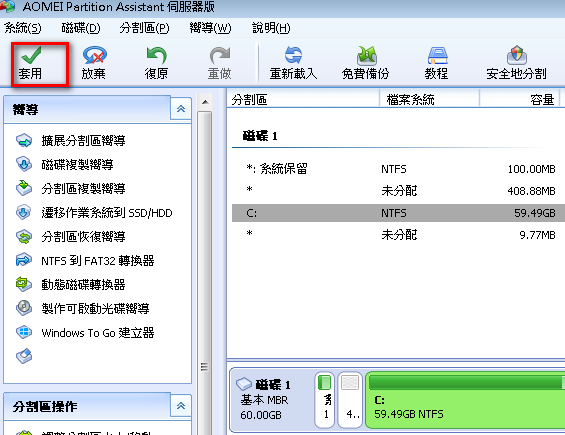 AOMEI Partition Assistant 伺服器版
系統(S) 磁碟(D) 分割區(P) 嚮導(W) 說明(H)
套用 放棄 復原 重做 重新載入 免費備份 教程 安全地分割
嚮導
擴展分割區嚮導
磁碟複製嚮導
分割區複製嚮導
遷移作業系統到 SSD/HDD
分割區恢復嚮導
NTFS 到 FAT32 轉換器
動態磁碟轉換器
製作可啟動光碟嚮導
Windows To Go 建立器
分割區操作
分割區 檔案系統 容量
磁碟 1
*: 系統保留 NTFS 100.00MB
* 未分配 408.88MB
C: NTFS 59.49GB
* 未分配 9.77MB
磁碟 1
基本 MBR
60.00GB
1
4..
C:
59.49GB NTFS